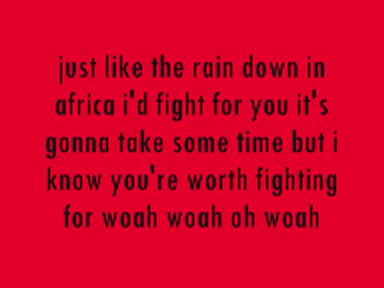 just like the rain down in
africa i'd fight for you it's
gonna take some time but i
know you're worth fighting
for woah woah oh woah